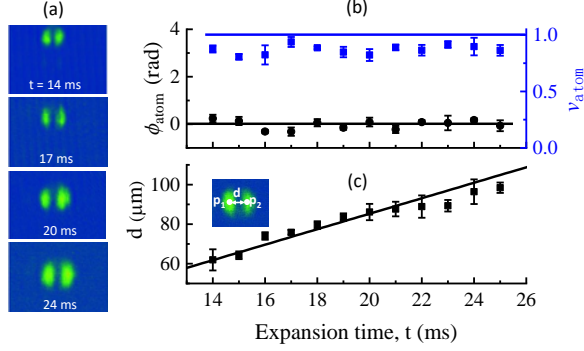 (a)
t = 14 ms
17 ms
20 ms
24 ms
(b)
4
2
0
ϕatom (rad)
1.0
0.5
0.0
νatom
(c)
p1 d p2
100
80
60
d (μm)
14 16 18 20 22 24 26
Expansion time, t (ms)